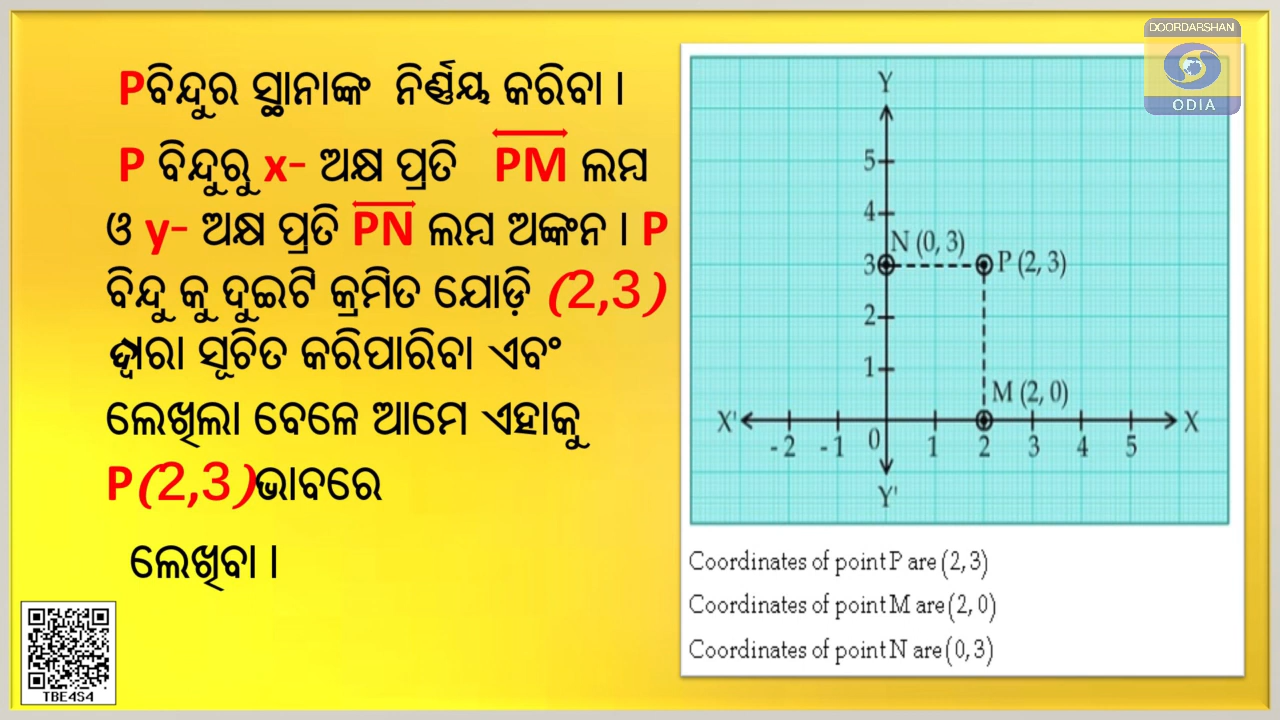 Pବିନ୍ଦୁର ସ୍ଥାନାଙ୍କ ନିର୍ଣ୍ଣୟ କରିବା ।
P ବିନ୍ଦୁରୁ x- ଅକ୍ଷ ପ୍ରତି PM ଲମ୍ବ
ଓ y- ଅକ୍ଷ ପ୍ରତି PN ଲମ୍ବ ଅଙ୍କନ । P
ବିନ୍ଦୁ କୁ ଦୁଇଟି କ୍ରମିତ ଯୋଡ଼ି (2,3)
ଦ୍ୱାରା ସୂଚିତ କରିପାରିବା ଏବଂ
ଲେଖିଲା ବେଳେ ଆମେ ଏହାକୁ
P(2,3)ଭାବରେ
ଲେଖିବା ।
TBE4S4
DOORDARSHAN
ODIA
Y
5
4
N (0, 3)
3
P (2, 3)
2
1
M (2, 0)
X' X
-2 -1 0 1 2 3 4 5
Y'
Coordinates of point P are (2, 3)
Coordinates of point M are (2, 0)
Coordinates of point N are (0, 3)